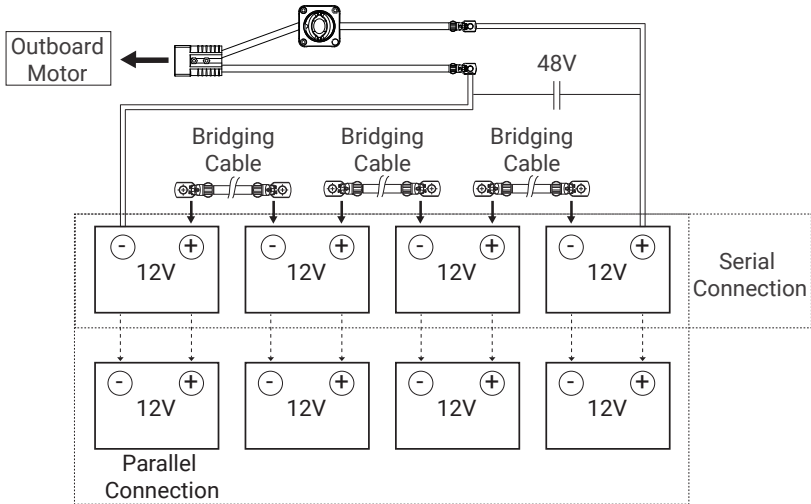 Outboard
Motor
48V
Bridging
Cable
Bridging
Cable
Bridging
Cable
- +
12V
- +
12V
- +
12V
- +
12V
Serial
Connection
- +
12V
- +
12V
- +
12V
- +
12V
Parallel
Connection